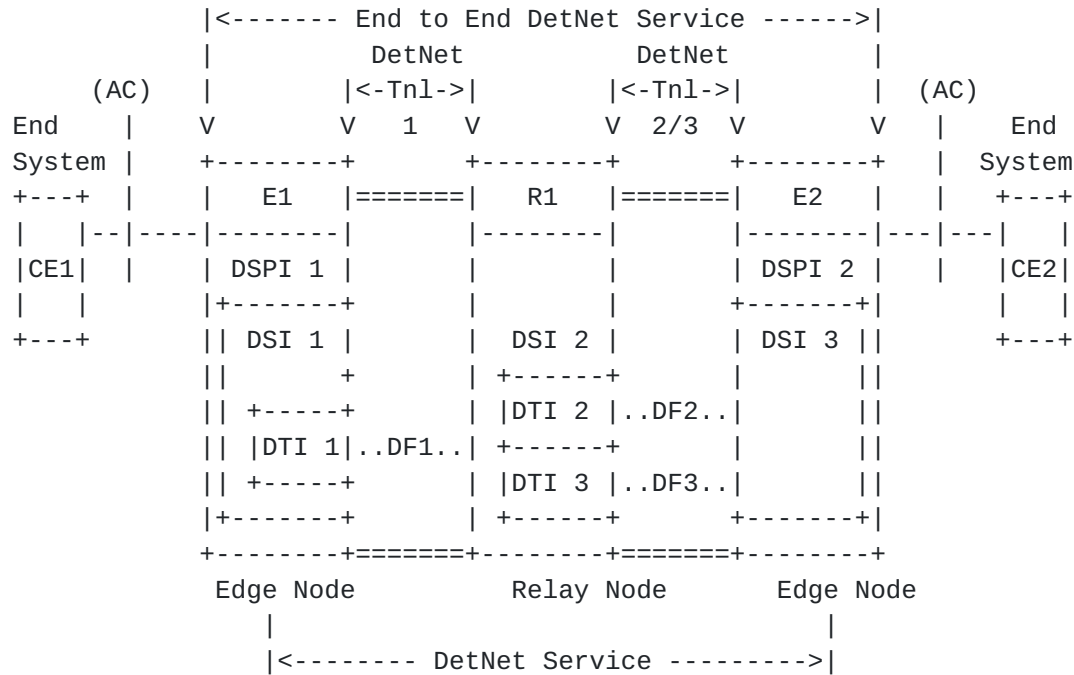 |<------- End to End DetNet Service ------>|
            |          DetNet           DetNet         |
     (AC)   |        |<-Tnl->|        |<-Tnl->|        |  (AC)
End    |    V        V   1   V        V  2/3  V        V   |    End
System |    +--------+       +--------+       +--------+   |  System
+---+  |    |   E1   |=======|   R1   |=======|   E2   |   |   +---+
|   |--|----|--------|       |--------|       |--------|---|---|   |
|CE1|  |    | DSPI 1 |       |        |       | DSPI 2 |   |   |CE2|
|   |       |+-------+       |        |       +-------+|       |   |
+---+       || DSI 1 |       |  DSI 2 |       | DSI 3 ||       +---+
            ||       +       | +------+       |       ||
            || +-----+       | |DTI 2 |..DF2..|       ||
            || |DTI 1|..DF1..| +------+       |       ||
            || +-----+       | |DTI 3 |..DF3..|       ||
            |+-------+       | +------+       +-------+|
            +--------+=======+--------+=======+--------+
             Edge Node          Relay Node       Edge Node
                |                                   |
                |<-------- DetNet Service --------->|